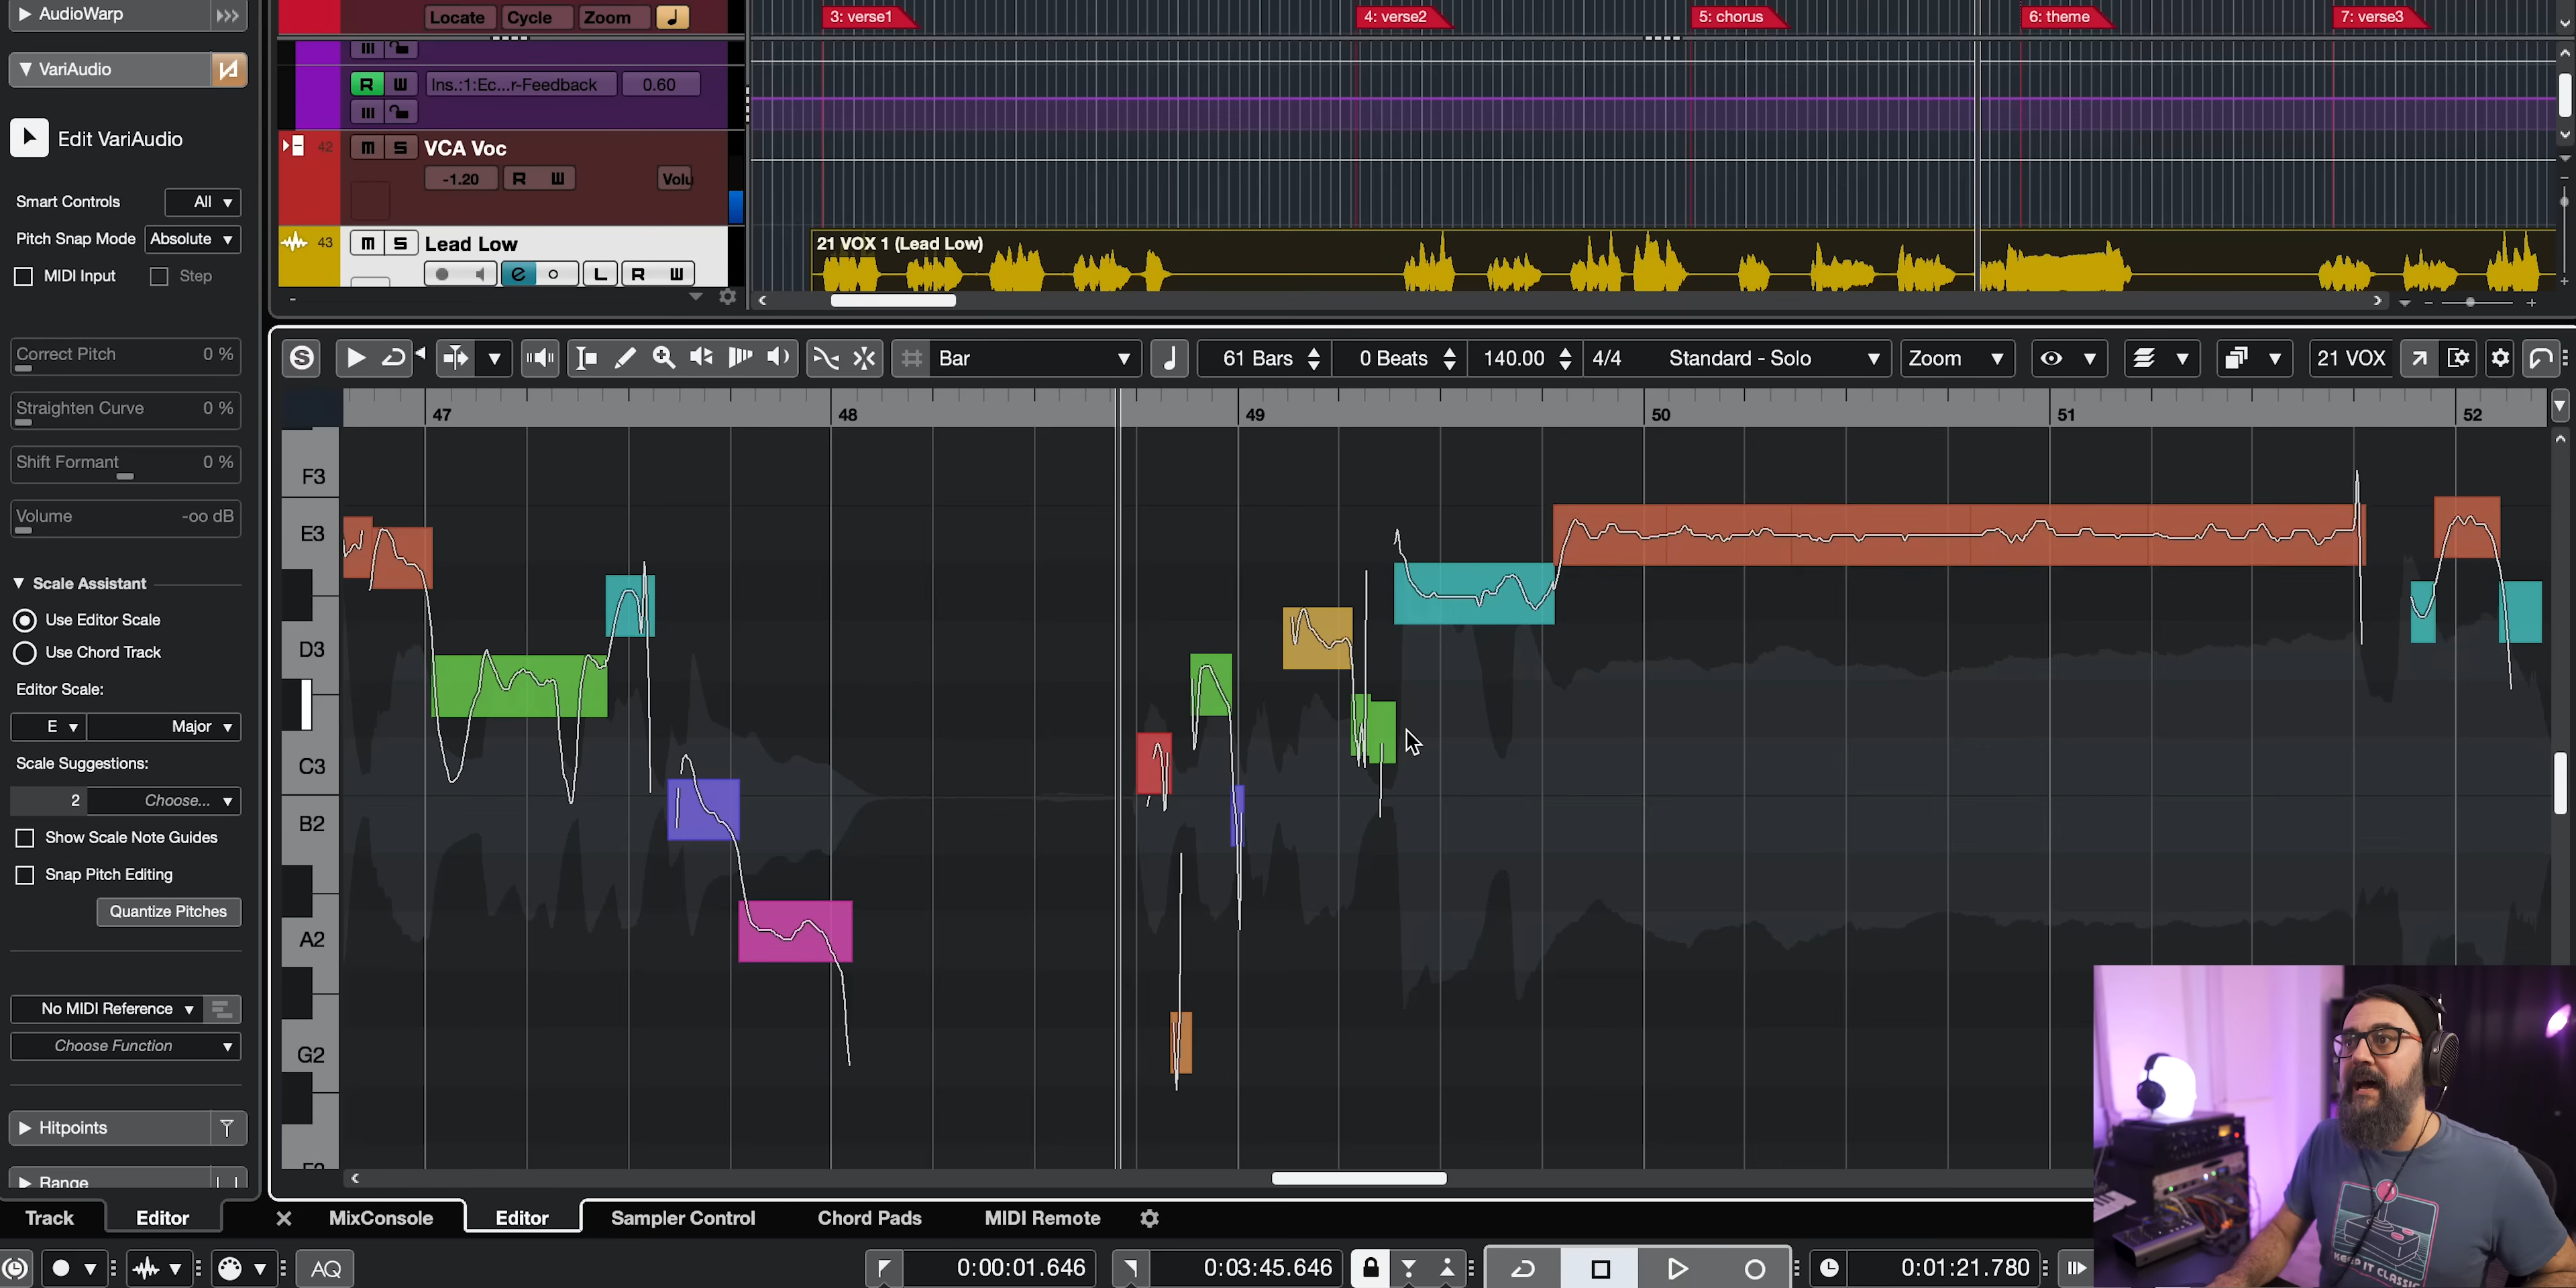 AudioWarp
VariAudio
Edit VariAudio
Smart Controls All
Pitch Snap Mode Absolute
MIDI Input Step
Correct Pitch 0 %
Straighten Curve 0 %
Shift Formant 0 %
Volume -oo dB
Scale Assistant
Use Editor Scale
Use Chord Track
Editor Scale:
E Major
Scale Suggestions:
2 Choose...
Show Scale Note Guides
Snap Pitch Editing
Quantize Pitches
No MIDI Reference
Choose Function
Hitpoints
Range
Track Editor
Locate Cycle Zoom
R W Ins.:1:Ec...r-Feedback 0.60
42 m S VCA Voc
-1.20 R W Volu
43 m S Lead Low
e L R W
3: verse1 4: verse2 5: chorus 6: theme 7: verse3
21 VOX 1 (Lead Low)
S Bar 61 Bars 0 Beats 140.00 4/4 Standard - Solo Zoom 21 VOX
47 48 49 50 51 52
F3
E3
D3
C3
B2
A2
G2
MixConsole Editor Sampler Control Chord Pads MIDI Remote
AQ 0:00:01.646 0:03:45.646 0:01:21.780
KEEP IT CLASSIC